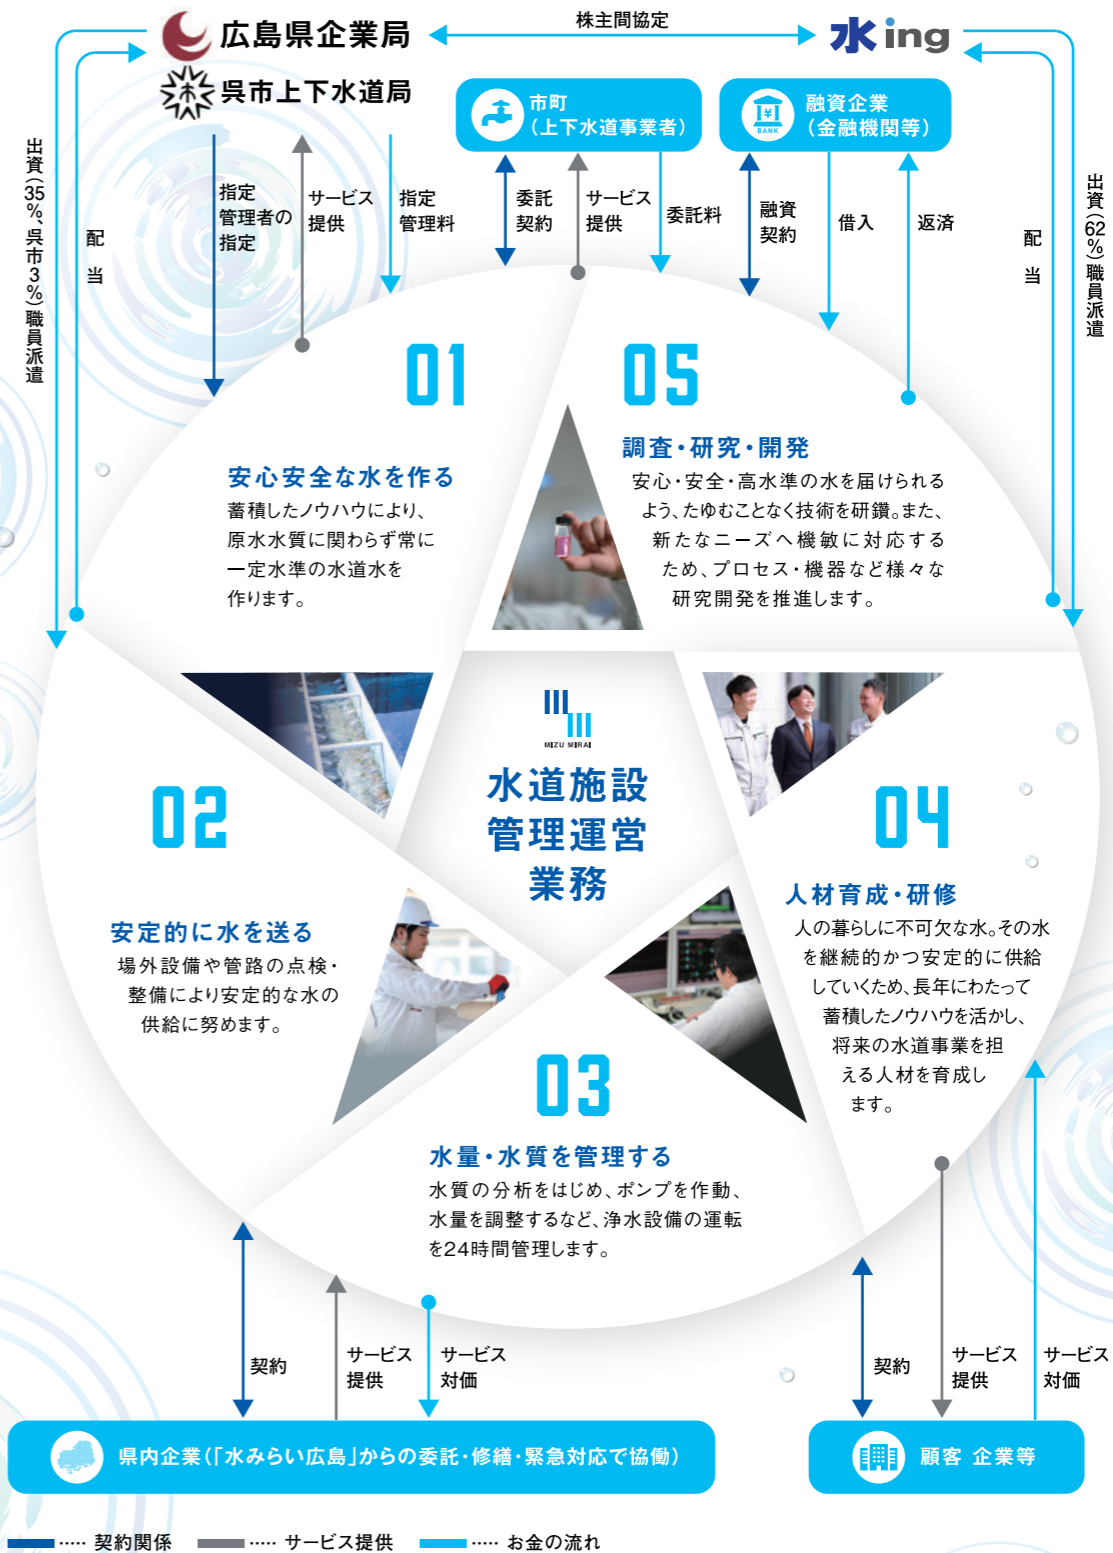 広島県企業局
呉市上下水道局
株主間協定
水ing
市町
（上下水道事業者）
BANK
融資企業
（金融機関等）
出資（35％、呉市3％）職員派遣
配当
指定
管理者の
指定
サービス
提供
指定
管理料
委託
契約
サービス
提供
委託料
融資
契約
借入
返済
配当
出資（62％）職員派遣
01
安心安全な水を作る
蓄積したノウハウにより、
原水水質に関わらず常に
一定水準の水道水を
作ります。
05
調査・研究・開発
安心・安全・高水準の水を届けられる
よう、たゆむことなく技術を研鑽。また、
新たなニーズへ機敏に対応する
ため、プロセス・機器など様々な
研究開発を推進します。
MIZU MIRAI
水道施設
管理運営
業務
02
安定的に水を送る
場外設備や管路の点検・
整備により安定的な水の
供給に努めます。
04
人材育成・研修
人の暮らしに不可欠な水。その水
を継続的かつ安定的に供給
していくため、長年にわたって
蓄積したノウハウを活かし、
将来の水道事業を担
える人材を育成し
ます。
03
水量・水質を管理する
水質の分析をはじめ、ポンプを作動、
水量を調整するなど、浄水設備の運転
を24時間管理します。
契約
サービス
提供
サービス
対価
契約
サービス
提供
サービス
対価
県内企業（「水みらい広島」からの委託・修繕・緊急対応で協働）
顧客 企業等
····· 契約関係
····· サービス提供
····· お金の流れ